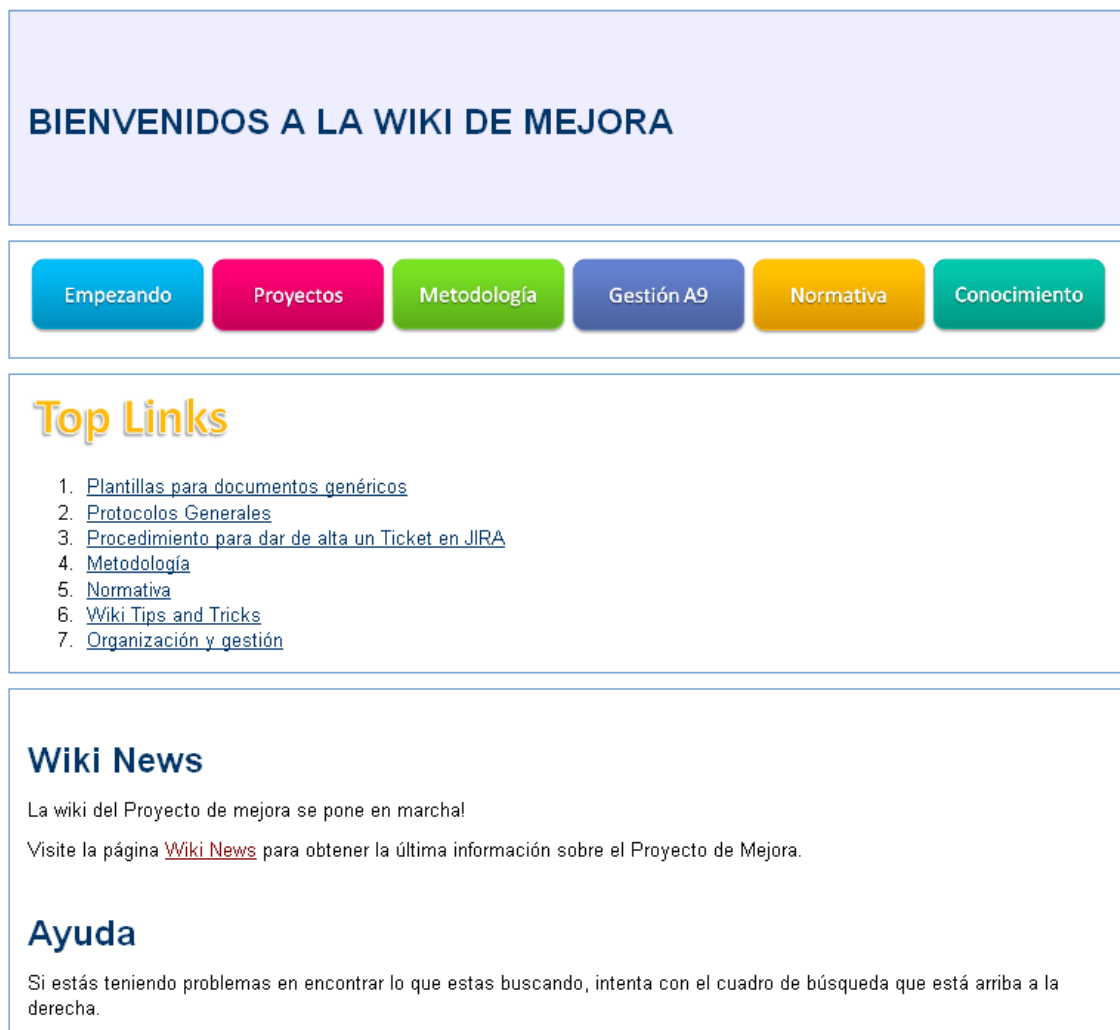 BIENVENIDOS A LA WIKI DE MEJORA
Empezando Proyectos Metodología Gestión A9 Normativa Conocimiento
Top Links
1. Plantillas para documentos genéricos
2. Protocolos Generales
3. Procedimiento para dar de alta un Ticket en JIRA
4. Metodología
5. Normativa
6. Wiki Tips and Tricks
7. Organización y gestión
Wiki News
La wiki del Proyecto de mejora se pone en marcha!
Visite la página Wiki News para obtener la última información sobre el Proyecto de Mejora.
Ayuda
Si estás teniendo problemas en encontrar lo que estas buscando, intenta con el cuadro de búsqueda que está arriba a la
derecha.